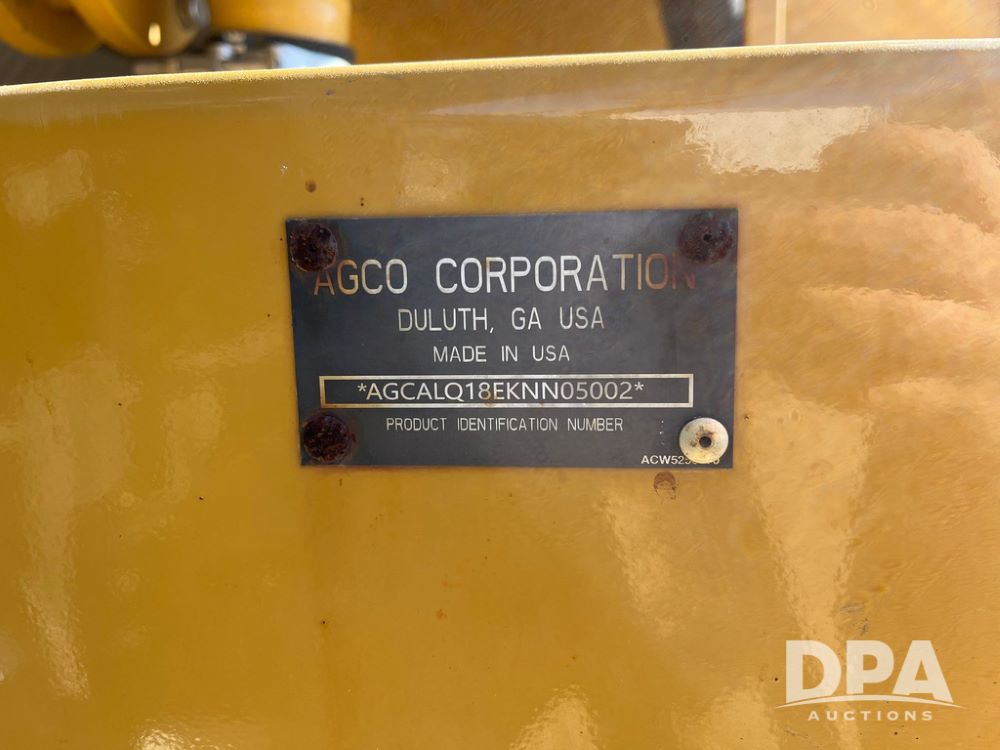 AGCO CORPORATION
DULUTH, GA USA
MADE IN USA
*AGCALQ18EKNN05002*
PRODUCT IDENTIFICATION NUMBER
DPA
AUCTIONS